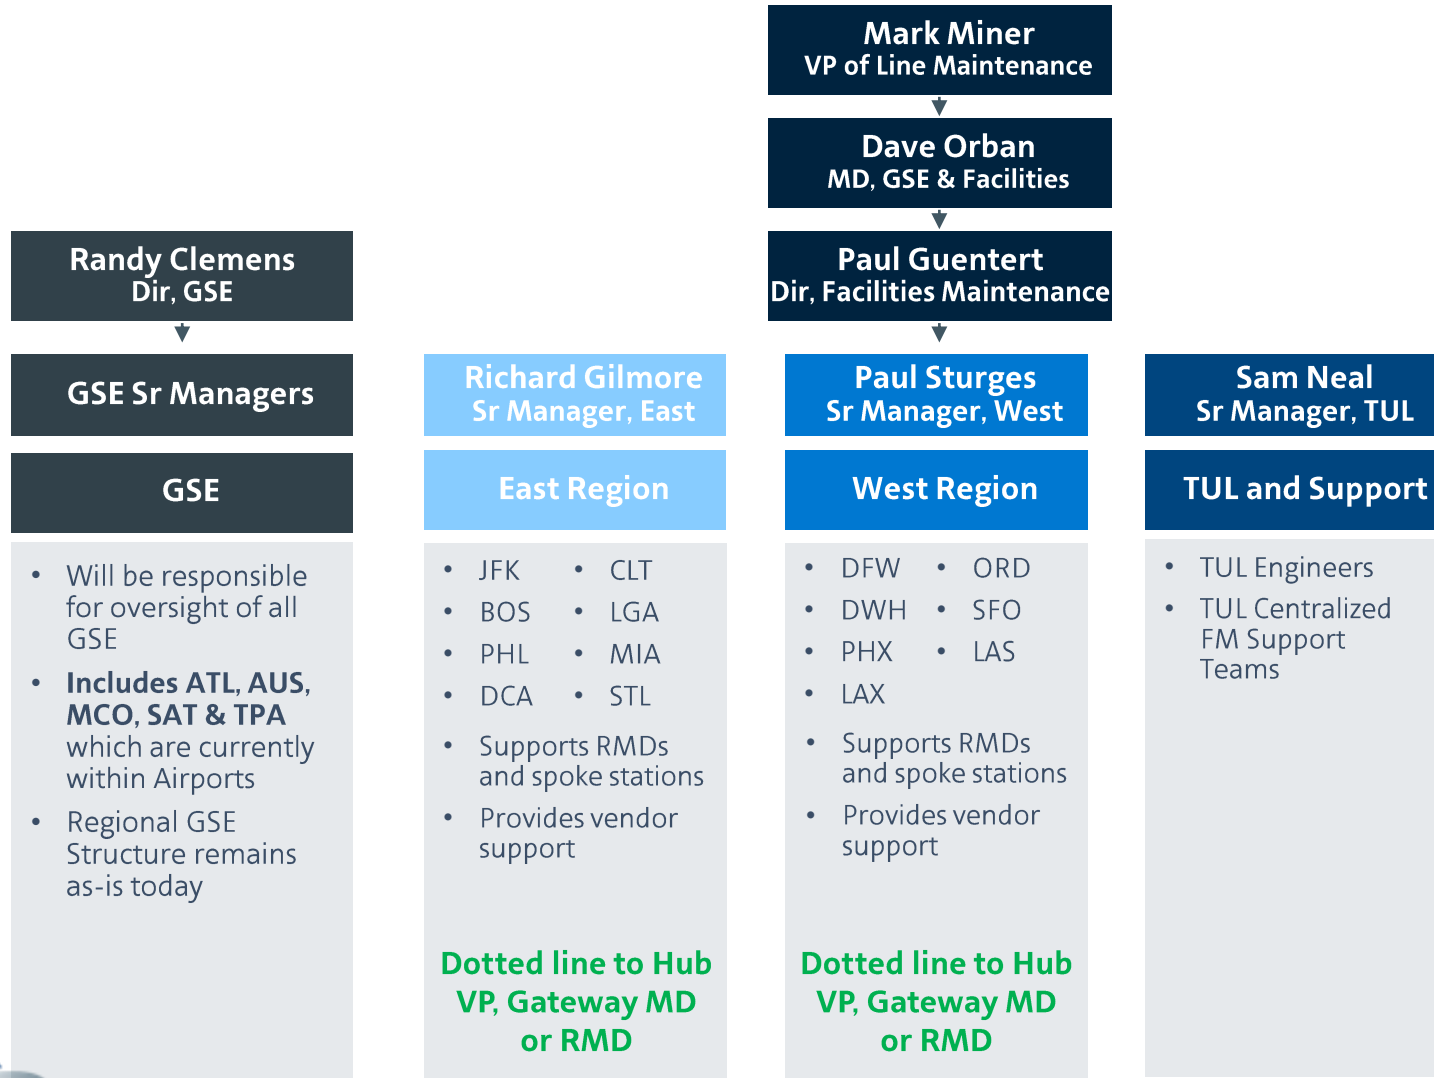 Mark Miner
VP of Line Maintenance
Dave Orban
MD, GSE & Facilities
Randy Clemens
Dir, GSE
Paul Guentert
Dir, Facilities Maintenance
GSE Sr Managers
Richard Gilmore
Sr Manager, East
Paul Sturges
Sr Manager, West
Sam Neal
Sr Manager, TUL
GSE
East Region
West Region
TUL and Support
• Will be responsible
for oversight of all
GSE
• Includes ATL, AUS,
MCO, SAT & TPA
which are currently
within Airports
• Regional GSE
Structure remains
as-is today
• JFK • CLT
• BOS • LGA
• PHL • MIA
• DCA • STL
• Supports RMDs
and spoke stations
• Provides vendor
support
Dotted line to Hub
VP, Gateway MD
or RMD
• DFW • ORD
• DWH • SFO
• PHX • LAS
• LAX
• Supports RMDs
and spoke stations
• Provides vendor
support
Dotted line to Hub
VP, Gateway MD
or RMD
• TUL Engineers
• TUL Centralized
FM Support
Teams